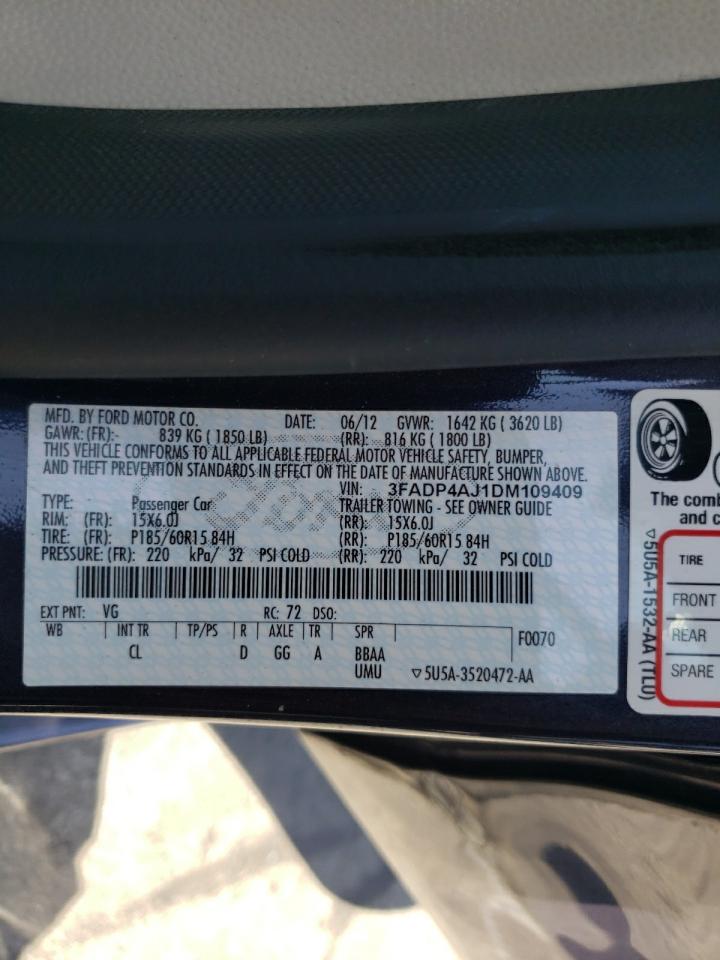 MFD. BY FORD MOTOR CO. DATE: 06/12 GVWR: 1642 KG ( 3620 LB)
GAWR: (FR):- 839 KG ( 1850 LB) (RR): 816 KG ( 1800 LB)
THIS VEHICLE CONFORMS TO ALL APPLICABLE FEDERAL MOTOR VEHICLE SAFETY, BUMPER,
AND THEFT PREVENTION STANDARDS IN EFFECT ON THE DATE OF MANUFACTURE SHOWN ABOVE.
VIN: 3FADP4AJ1DM109409
TYPE: Passenger Car TRAILER TOWING - SEE OWNER GUIDE
RIM: (FR): 15X6.0J (RR): 15X6.0J
TIRE: (FR): P185/60R15 84H (RR): P185/60R15 84H
PRESSURE: (FR): 220 kPa/ 32 PSI COLD (RR): 220 kPa/ 32 PSI COLD
EXT PNT: VG RC: 72 DSO:
WB INT TR TP/PS R AXLE TR SPR F0070
CL D GG A BBAA
UMU ▽5U5A-3520472-AA
The comb
and c
▽5U5A-1532-AA (TLU)
TIRE
FRONT
REAR
SPARE